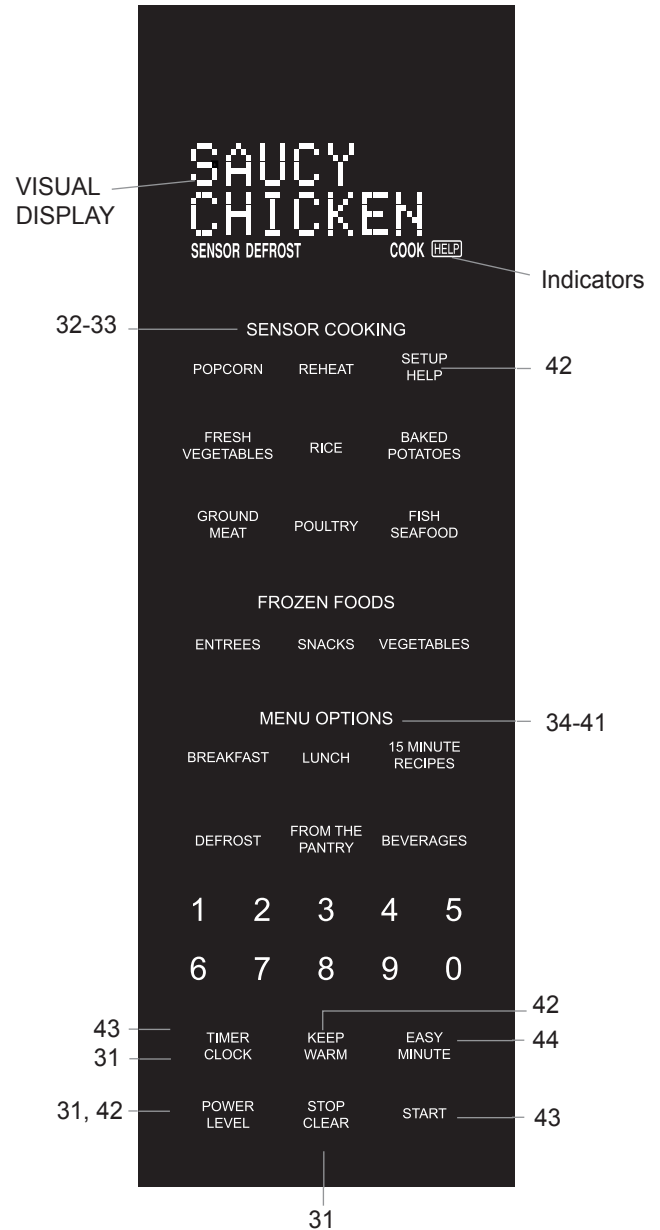 SAUCY
VISUAL
DISPLAY
CHICKEN
SENSOR DEFROST COOK HELP
Indicators
32-33
SENSOR COOKING
POPCORN REHEAT SETUP HELP
42
FRESH VEGETABLES RICE BAKED POTATOES
GROUND MEAT POULTRY FISH SEAFOOD
FROZEN FOODS
ENTREES SNACKS VEGETABLES
MENU OPTIONS
34-41
BREAKFAST LUNCH 15 MINUTE RECIPES
DEFROST FROM THE PANTRY BEVERAGES
1 2 3 4 5
6 7 8 9 0
42
43
31
TIMER CLOCK KEEP WARM EASY MINUTE
44
31, 42
POWER LEVEL STOP CLEAR START
43
31